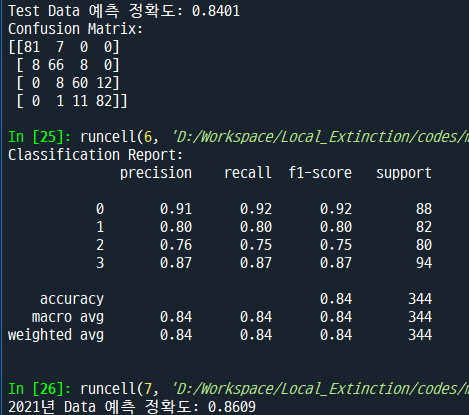 Test Data 예측 정확도: 0.8401
Confusion Matrix:
[[81  7  0  0]
 [ 8 66  8  0]
 [ 0  8 60 12]
 [ 0  1 11 82]]
In [25]: runcell(6, 'D:/Workspace/Local_Extinction/codes/m
Classification Report:
              precision    recall  f1-score   support
           0       0.91      0.92      0.92        88
           1       0.80      0.80      0.80        82
           2       0.76      0.75      0.75        80
           3       0.87      0.87      0.87        94
    accuracy                           0.84       344
   macro avg       0.84      0.84      0.84       344
weighted avg       0.84      0.84      0.84       344
In [26]: runcell(7, 'D:/Workspace/Local_Extinction/codes/m
2021년 Data 예측 정확도: 0.8609